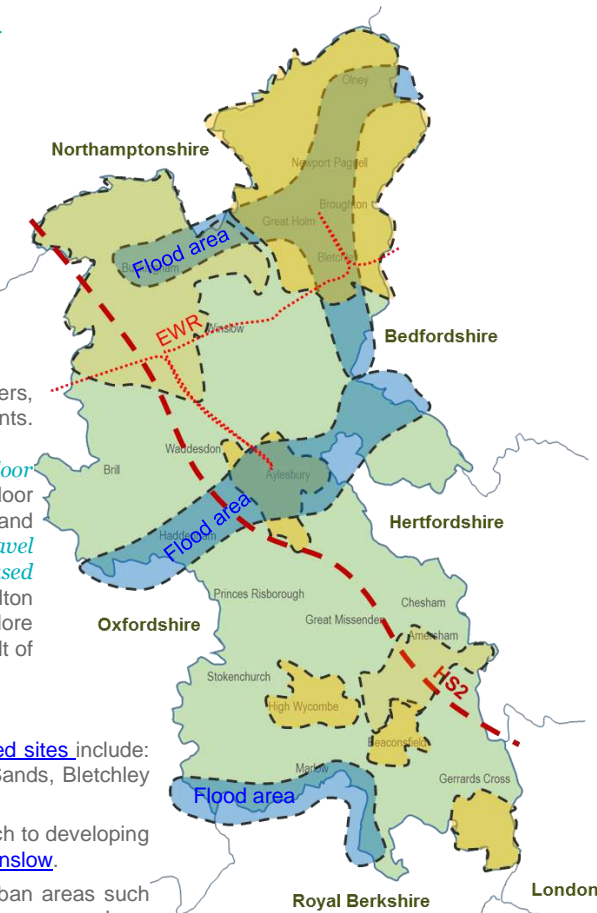 Olney
Northamptonshire
Newport Pagnell
Broughton
Great Holm
Flood area
Buckingham
Bletchley
EWR
Winslow
Bedfordshire
ers,
nts.
Waddesdon
Brill
Aylesbury
door
loor
and
Flood area
Haddenham
Hertfordshire
avel
used
Princes Risborough
Chesham
lton
Oxfordshire
Great Missenden
lore
Amersham
lt of
Stokenchurch
HS2
High Wycombe
Beaconsfield
ed sites include:
Marlow
Gerrards Cross
Sands, Bletchley
Flood area
ch to developing
nslow.
London
ban areas such
Royal Berkshire